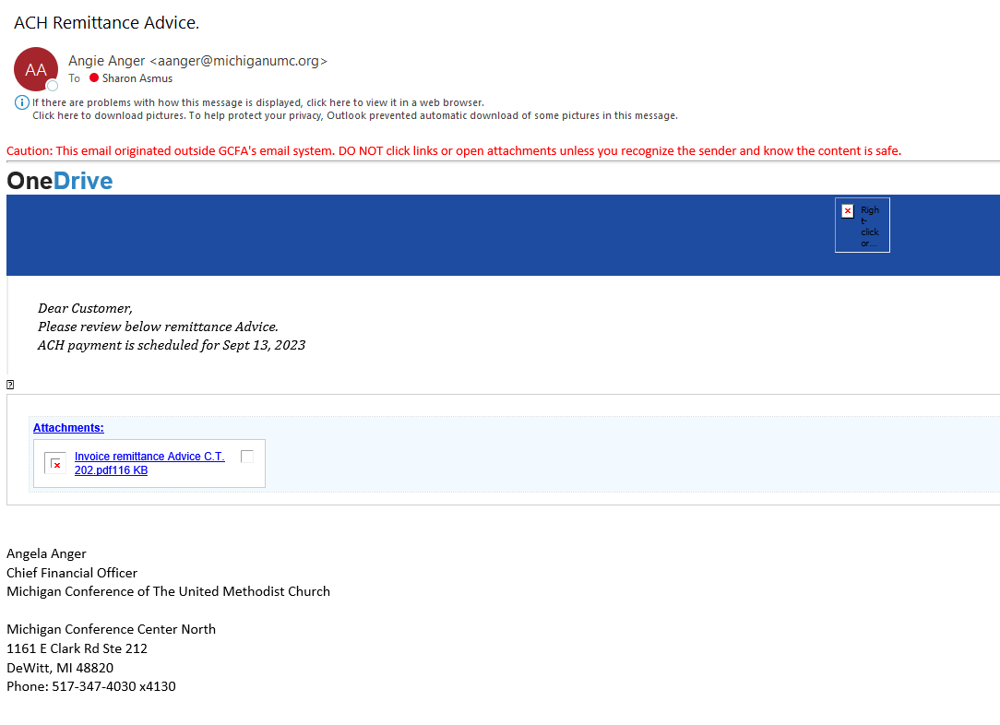 ACH Remittance Advice.
AA
Angie Anger <aanger@michiganumc.org>
To Sharon Asmus
If there are problems with how this message is displayed, click here to view it in a web browser.
Click here to download pictures. To help protect your privacy, Outlook prevented automatic download of some pictures in this message.
Caution: This email originated outside GCFA's email system. DO NOT click links or open attachments unless you recognize the sender and know the content is safe.
OneDrive
Righ
t-
click
or...
Dear Customer,
Please review below remittance Advice.
ACH payment is scheduled for Sept 13, 2023
Attachments:
Invoice remittance Advice C.T.
202.pdf116 KB
Angela Anger
Chief Financial Officer
Michigan Conference of The United Methodist Church
Michigan Conference Center North
1161 E Clark Rd Ste 212
DeWitt, MI 48820
Phone: 517-347-4030 x4130